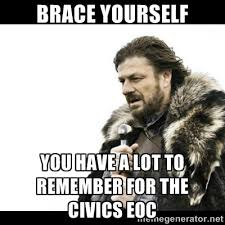 BRACE YOURSELF
YOU HAVE A LOT TO
REMEMBER FOR THE
CIVICS EOC
memegenerator.net